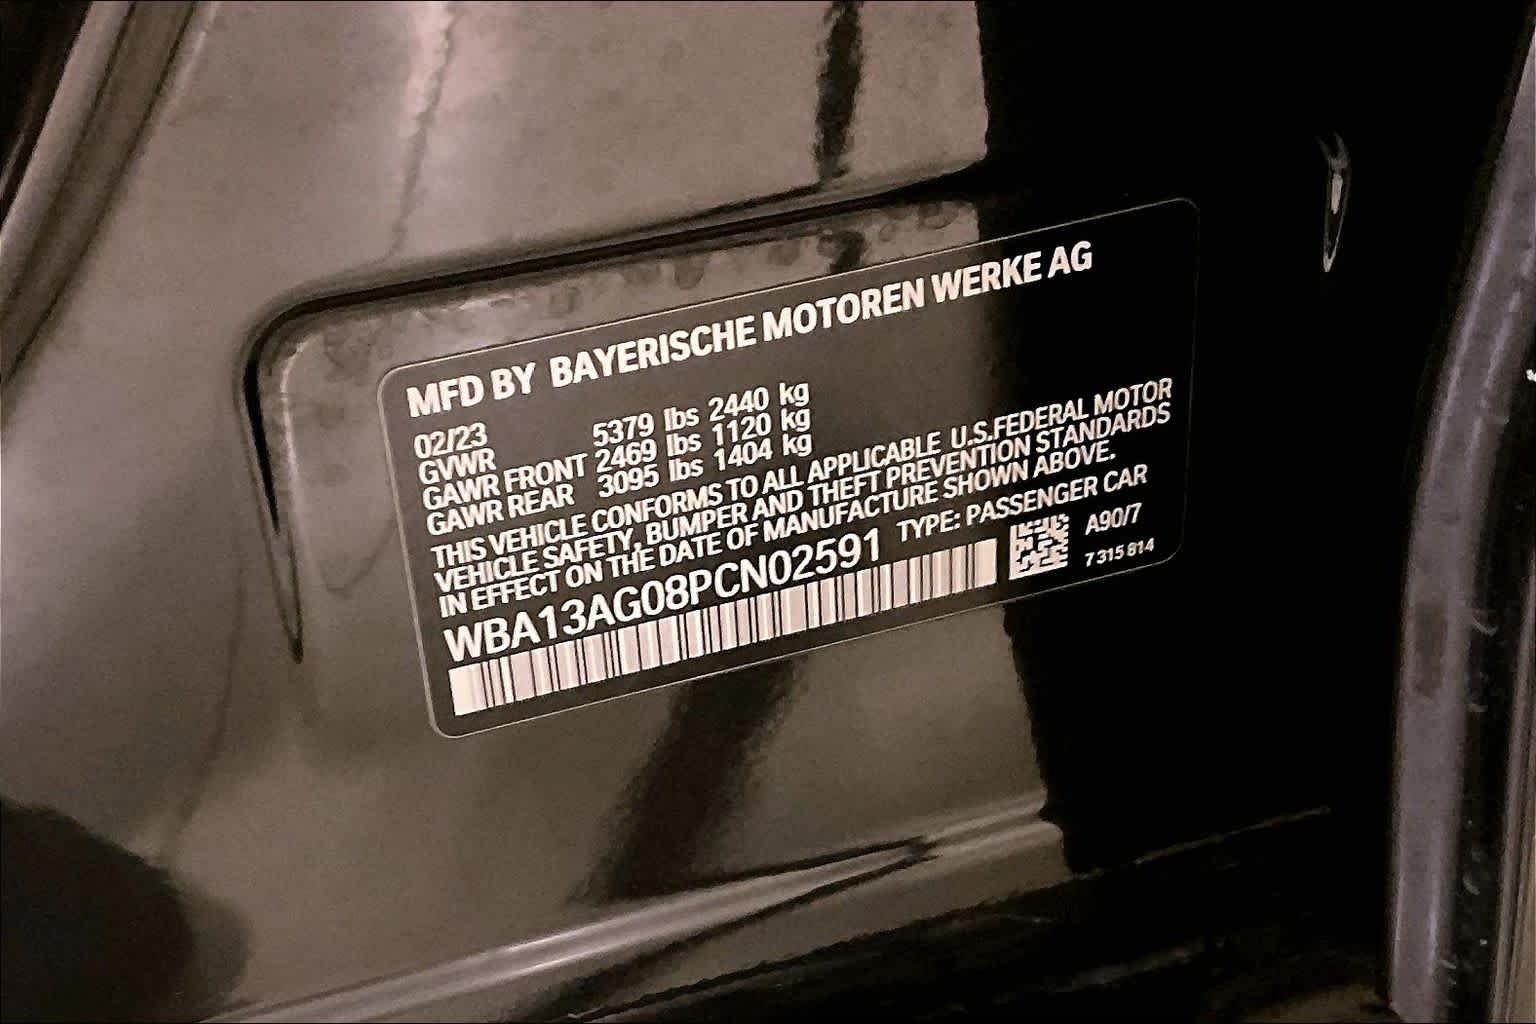 MFD BY BAYERISCHE MOTOREN WERKE AG
02/23
GVWR 5379 lbs 2440 kg
GAWR FRONT 2469 lbs 1120 kg
GAWR REAR 3095 lbs 1404 kg
THIS VEHICLE CONFORMS TO ALL APPLICABLE U.S.FEDERAL MOTOR
VEHICLE SAFETY, BUMPER AND THEFT PREVENTION STANDARDS
IN EFFECT ON THE DATE OF MANUFACTURE SHOWN ABOVE.
WBA13AG08PCN02591 TYPE: PASSENGER CAR
A90/7
7 315 814